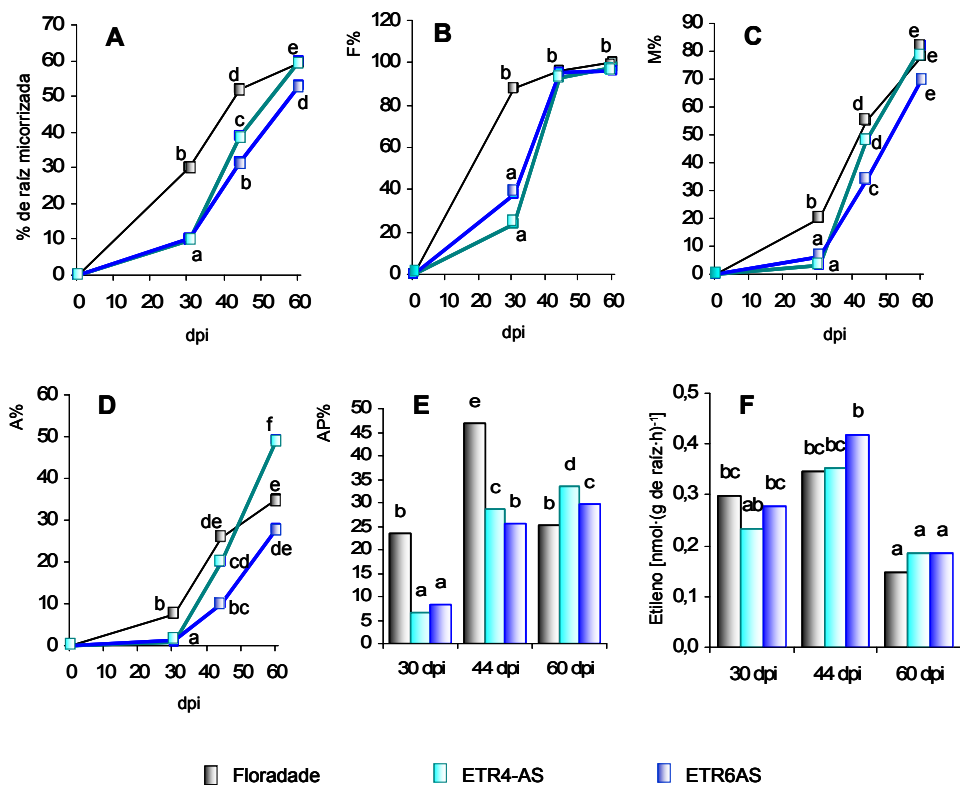 A
% de raíz micorrizada
70
60
50
40
30
20
10
0
0 10 20 30 40 50 60
dpi
b
d
e
c
b
a
d
B
F%
120
100
80
60
40
20
0
0 10 20 30 40 50 60
dpi
b
b
b
a
a
C
M%
90
80
70
60
50
40
30
20
10
0
0 10 20 30 40 50 60
dpi
e
e
d
d
e
b
c
a
a
D
A%
60
50
40
30
20
10
0
0 10 20 30 40 50 60
dpi
f
e
de
cd
de
b
bc
a
E
AP%
50
45
40
35
30
25
20
15
10
5
0
30 dpi 44 dpi 60 dpi
b
a a
e
c
b
b
d
c
F
Etileno [nmol·(g de raíz·h)-1
0,5
0,4
0,3
0,2
0,1
0,0
30 dpi 44 dpi 60 dpi
bc
ab
bc
bc bc
b
a
a a
Floradade ETR4-AS ETR6AS